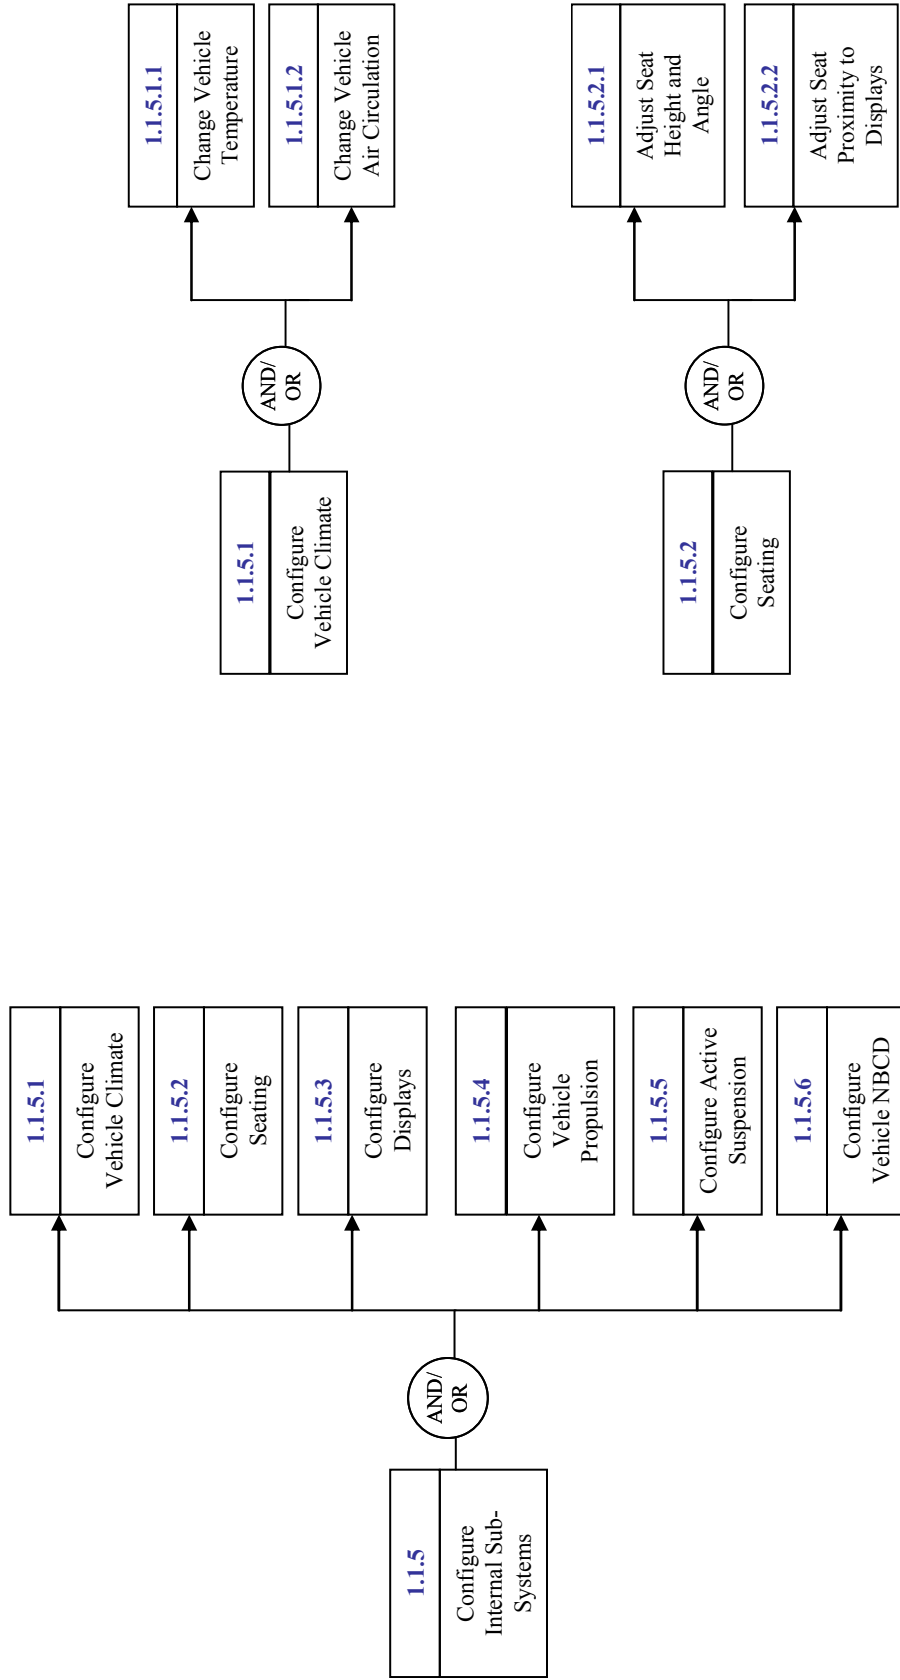 1.1.5
Configure
Internal Sub-
Systems
AND/
OR
1.1.5.1
Configure
Vehicle Climate
1.1.5.2
Configure
Seating
1.1.5.3
Configure
Displays
1.1.5.4
Configure
Vehicle
Propulsion
1.1.5.5
Configure Active
Suspension
1.1.5.6
Configure
Vehicle NBCD
1.1.5.1
Configure
Vehicle Climate
AND/
OR
1.1.5.1.1
Change Vehicle
Temperature
1.1.5.1.2
Change Vehicle
Air Circulation
1.1.5.2
Configure
Seating
AND/
OR
1.1.5.2.1
Adjust Seat
Height and
Angle
1.1.5.2.2
Adjust Seat
Proximity to
Displays